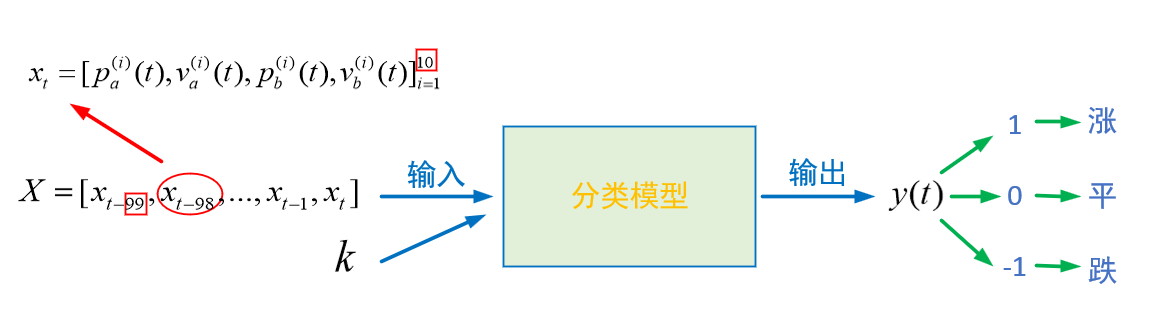 x_t = [p_a^{(i)}(t), v_a^{(i)}(t), p_b^{(i)}(t), v_b^{(i)}(t)]_{i=1}^{10}
X = [x_{t-99}, x_{t-98}, ..., x_{t-1}, x_t]
k
输入
分类模型
输出
y(t)
1 涨
0 平
-1 跌